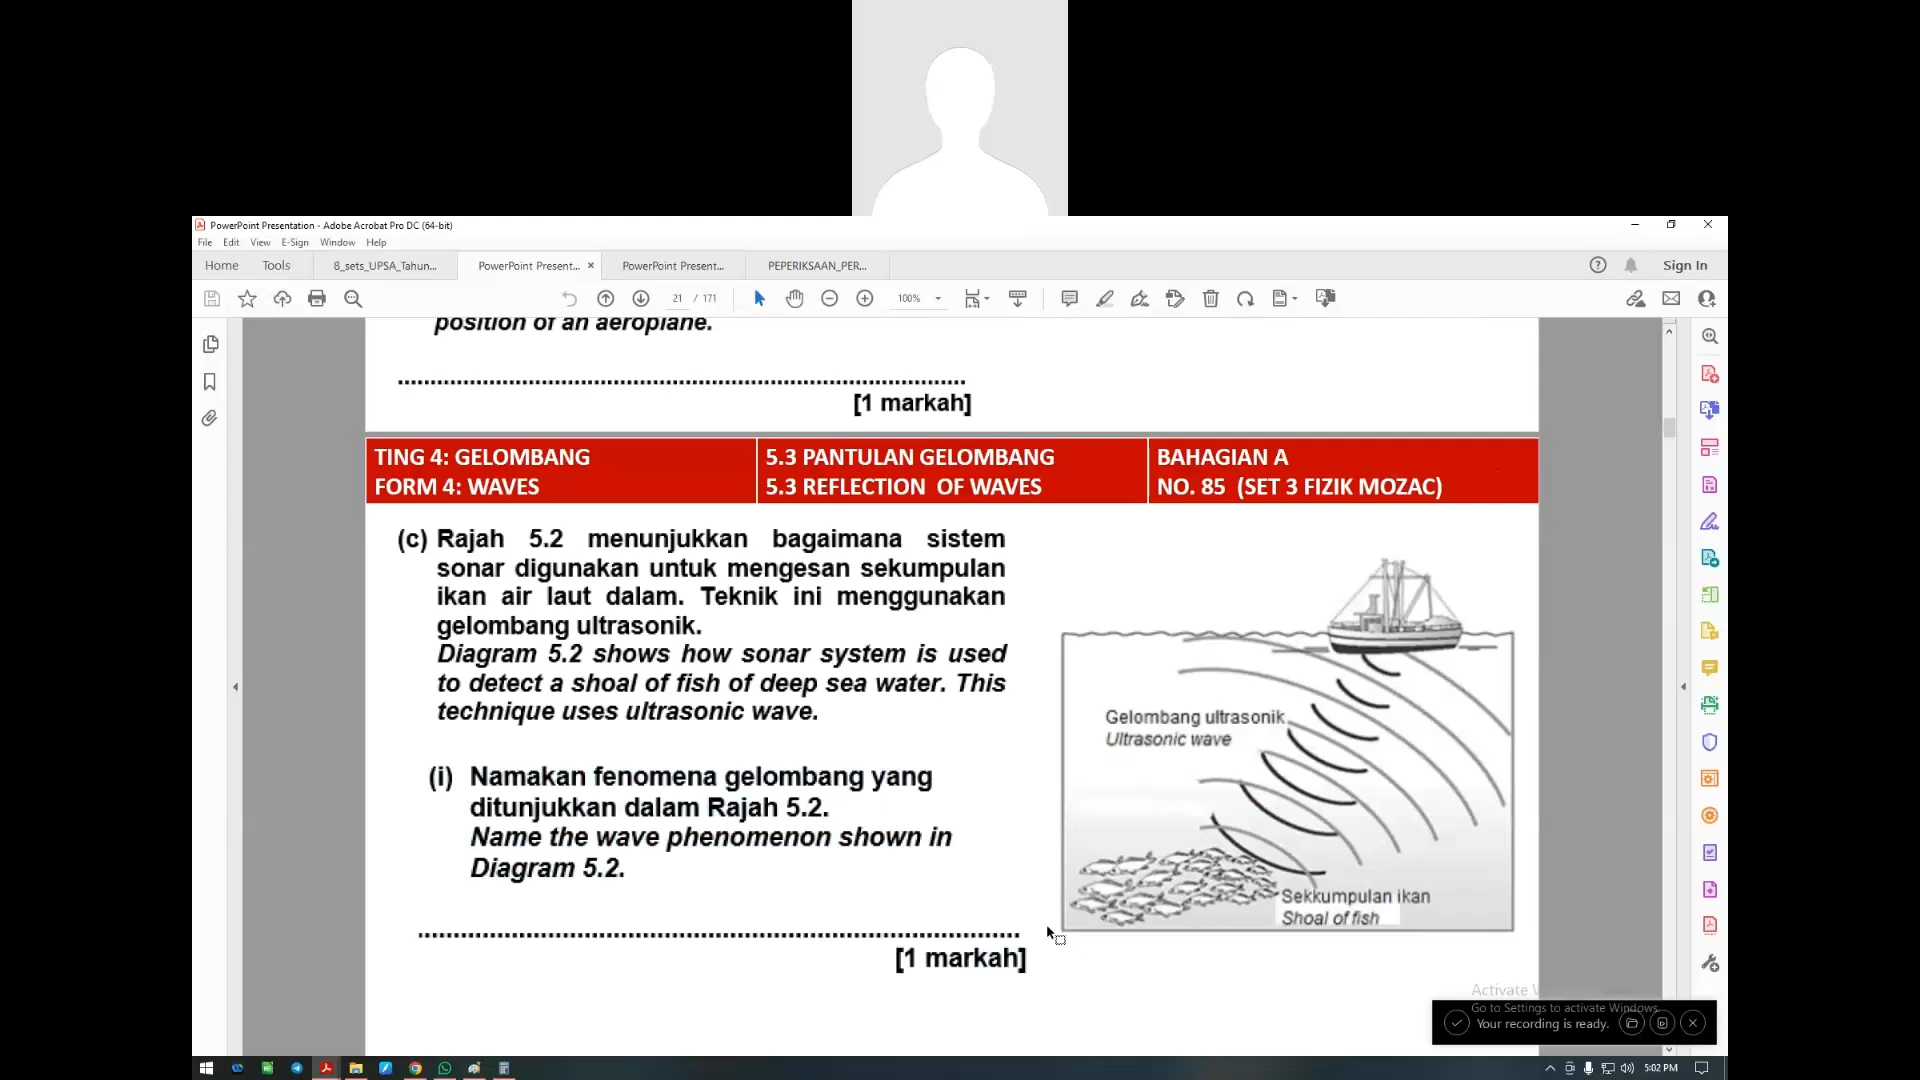 PowerPoint Presentation - Adobe Acrobat Pro DC (64-bit)
File Edit View E-Sign Window Help
Home Tools 8_sets_UPSA_Tahun... PowerPoint Present... × PowerPoint Present... PEPERIKSAAN_PER... Sign In
21 / 171 100%
position of an aeroplane.
................................................................................
[1 markah]
TING 4: GELOMBANG
FORM 4: WAVES
5.3 PANTULAN GELOMBANG
5.3 REFLECTION OF WAVES
BAHAGIAN A
NO. 85 (SET 3 FIZIK MOZAC)
(c) Rajah 5.2 menunjukkan bagaimana sistem
sonar digunakan untuk mengesan sekumpulan
ikan air laut dalam. Teknik ini menggunakan
gelombang ultrasonik.
Diagram 5.2 shows how sonar system is used
to detect a shoal of fish of deep sea water. This
technique uses ultrasonic wave.
(i) Namakan fenomena gelombang yang
ditunjukkan dalam Rajah 5.2.
Name the wave phenomenon shown in
Diagram 5.2.
................................................................................
[1 markah]
Gelombang ultrasonik
Ultrasonic wave
Sekkumpulan ikan
Shoal of fish
Activate
Go to Settings to activate Windows.
Your recording is ready.
5:02 PM